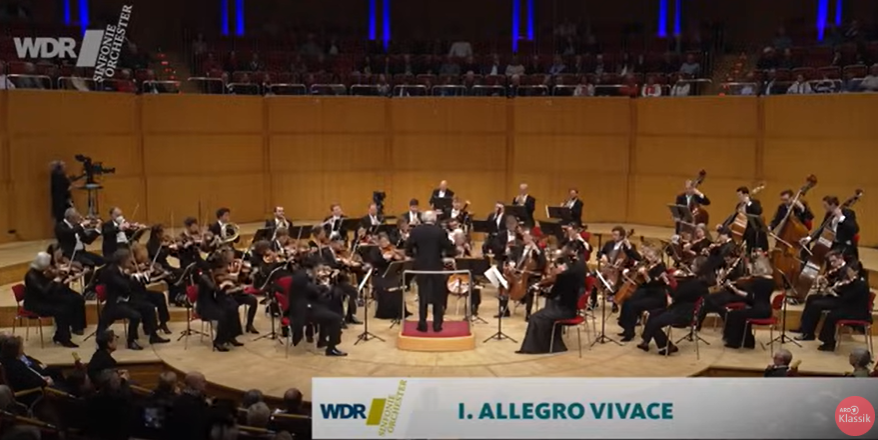 WDR SINFONIE ORCHESTER
WDR SINFONIE ORCHESTER I. ALLEGRO VIVACE
ARD Klassik